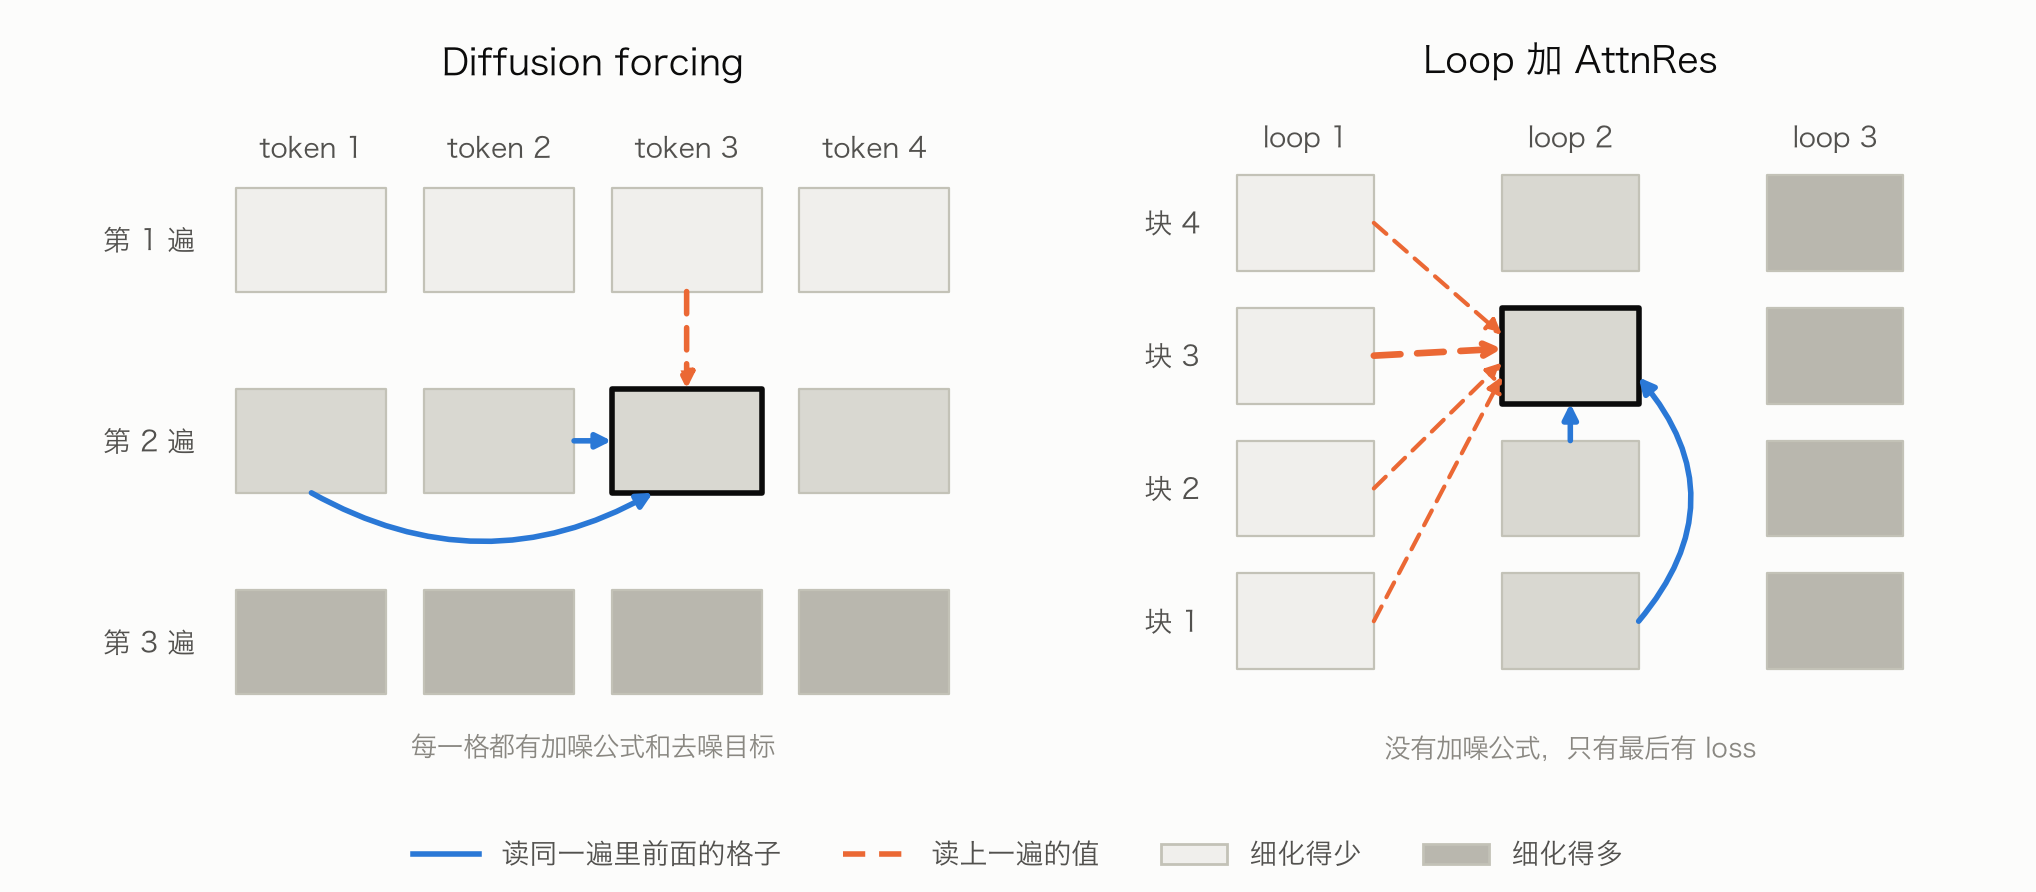 Diffusion forcing
token 1
token 2
token 3
token 4
第 1 遍
第 2 遍
第 3 遍
每一格都有加噪公式和去噪目标
Loop 加 AttnRes
loop 1
loop 2
loop 3
块 4
块 3
块 2
块 1
没有加噪公式，只有最后有 loss
读同一遍里前面的格子
读上一遍的值
细化得少
细化得多